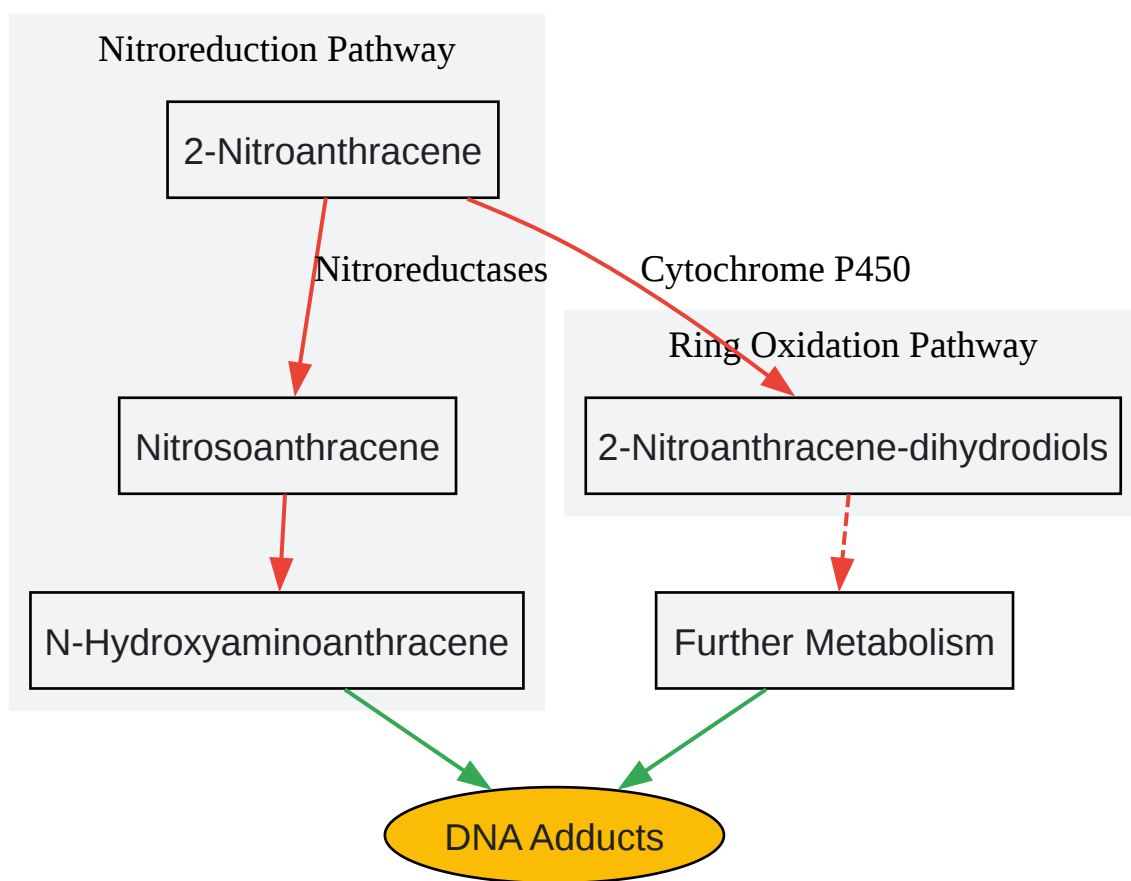 Nitroreduction Pathway
2-Nitroanthracene
Nitroreductases
Cytochrome P450
Ring Oxidation Pathway
Nitrosoanthracene
2-Nitroanthracene-dihydrodiols
N-Hydroxyaminoanthracene
Further Metabolism
DNA Adducts